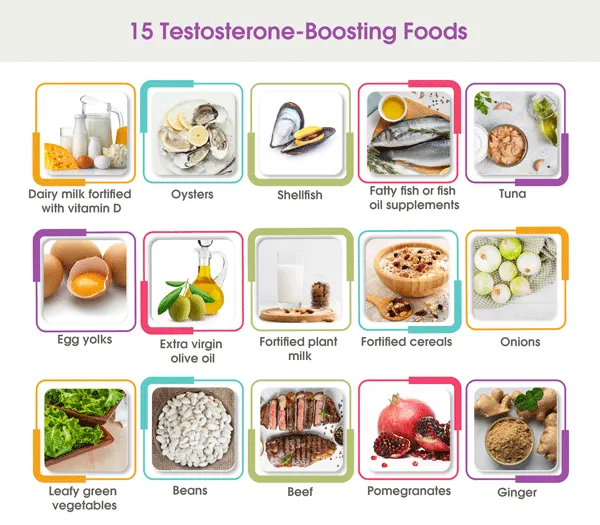 15 Testosterone-Boosting Foods
Dairy milk fortified
with vitamin D
Oysters
Shellfish
Fatty fish or fish
oil supplements
Tuna
Egg yolks
Extra virgin
olive oil
Fortified plant
milk
Fortified cereals
Onions
Leafy green
vegetables
Beans
Beef
Pomegranates
Ginger